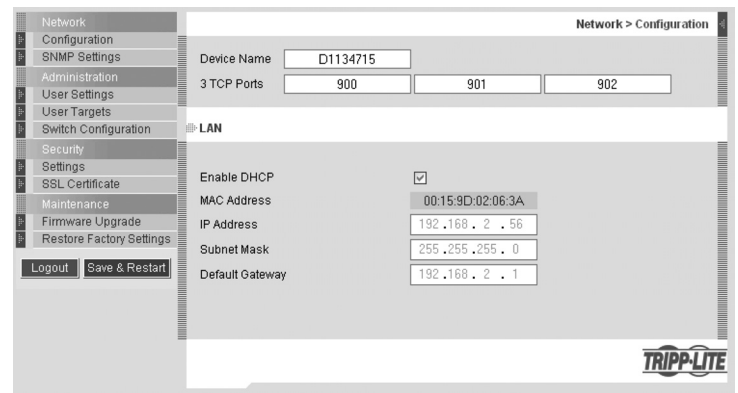 Network
Configuration
SNMP Settings
Administration
User Settings
User Targets
Switch Configuration
Security
Settings
SSL Certificate
Maintenance
Firmware Upgrade
Restore Factory Settings
Logout Save & Restart
Network > Configuration
Device Name D1134715
3 TCP Ports 900 901 902
LAN
Enable DHCP
MAC Address 00:15:9D:02:06:3A
IP Address 192.168.2.56
Subnet Mask 255.255.255.0
Default Gateway 192.168.2.1
TRIPP·LITE